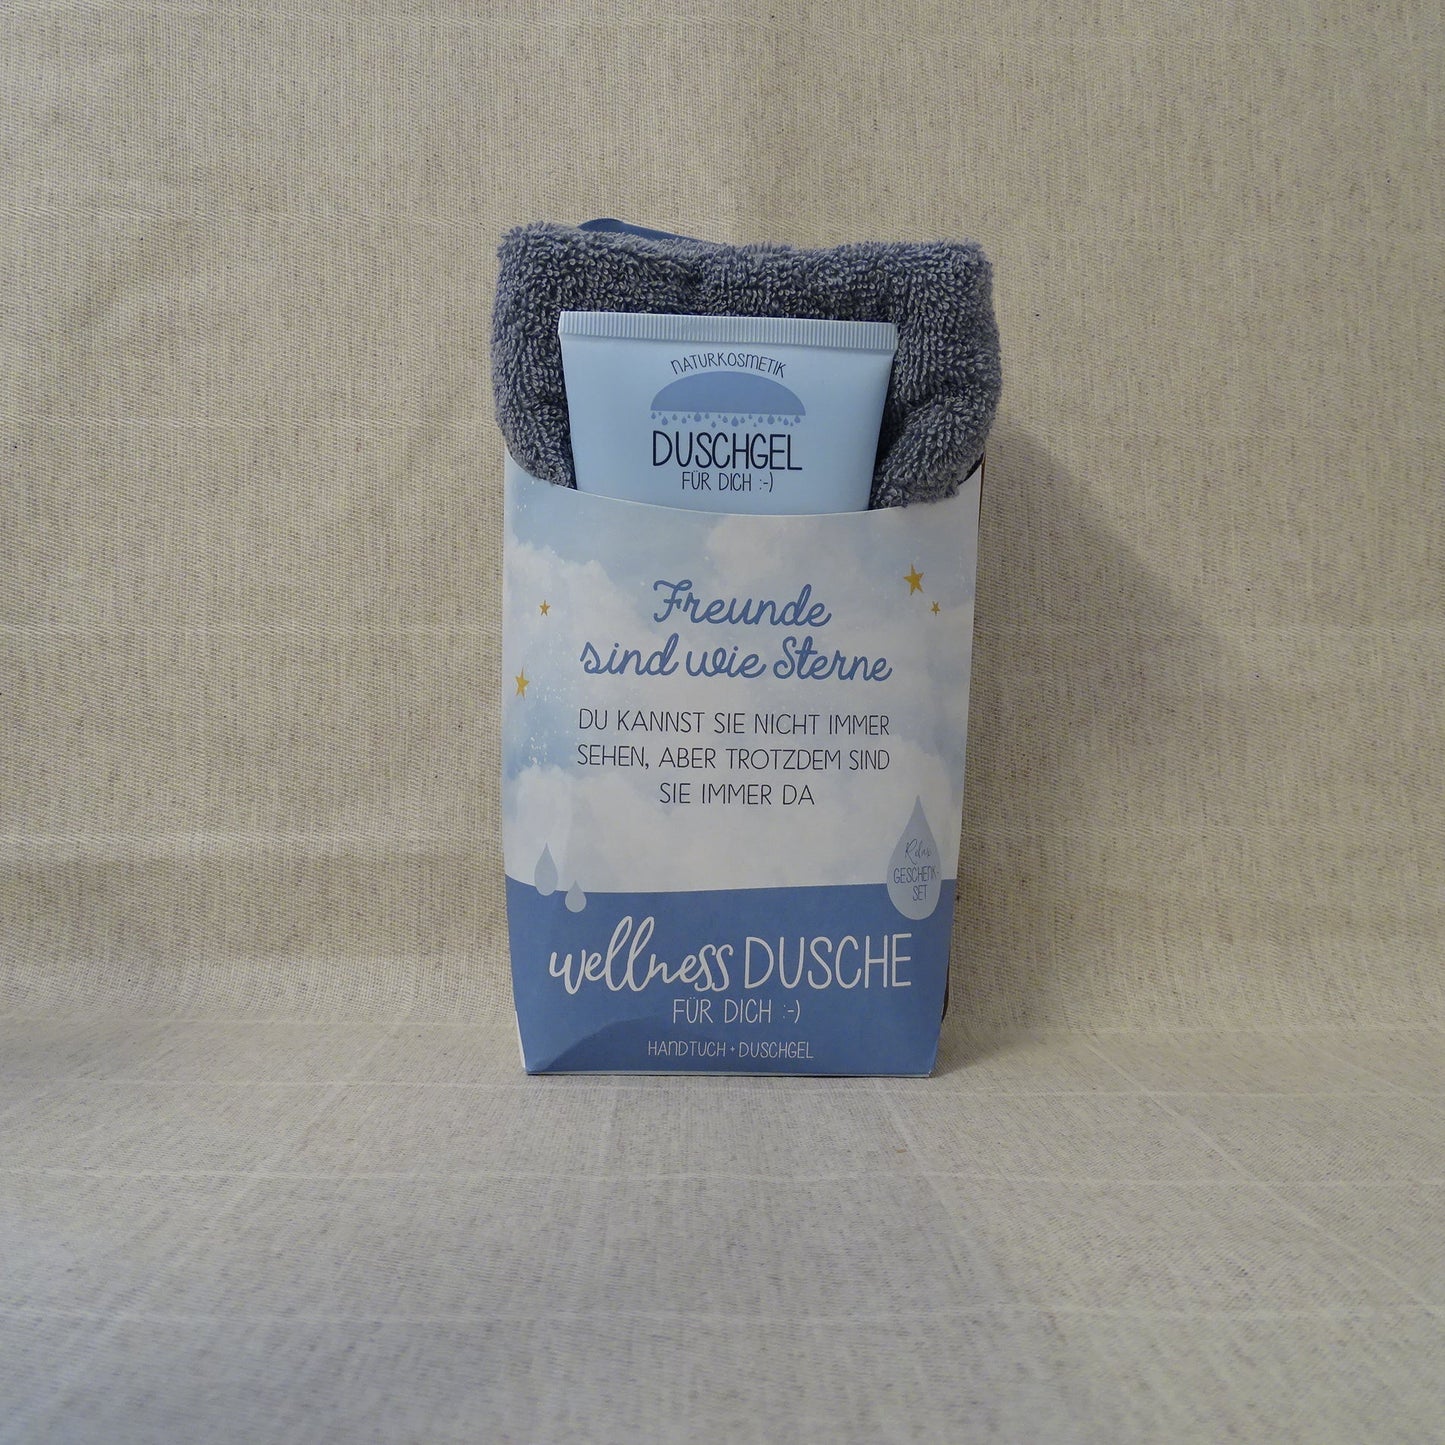 NATURKOSMETIK
DUSCHGEL
FÜR DICH :-)
Freunde
sind wie Sterne
DU KANNST SIE NICHT IMMER
SEHEN, ABER TROTZDEM SIND
SIE IMMER DA
Relax
GESCHENK-
SET
wellness DUSCHE
FÜR DICH :-)
HANDTUCH + DUSCHGEL